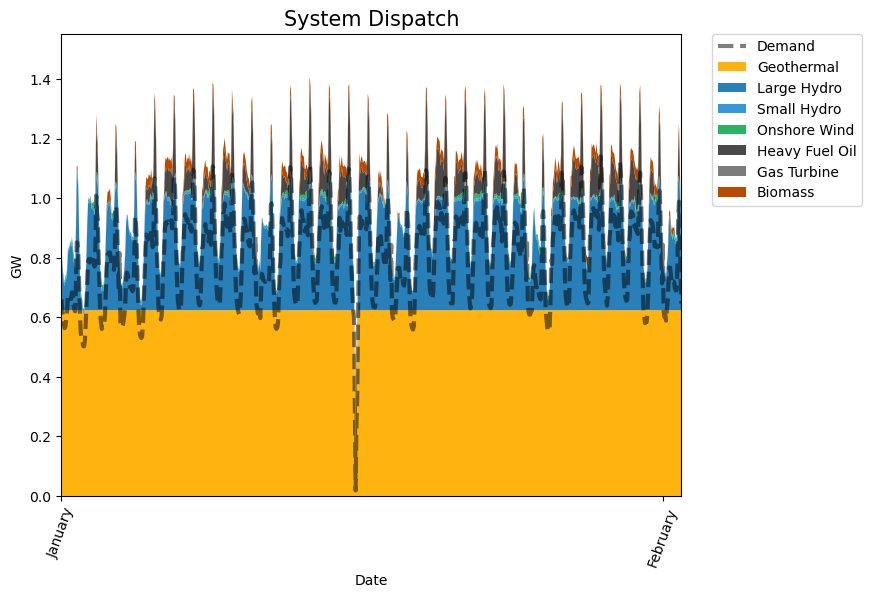 System Dispatch
GW
1.4
1.2
1.0
0.8
0.6
0.4
0.2
0.0
January
February
Date
Demand
Geothermal
Large Hydro
Small Hydro
Onshore Wind
Heavy Fuel Oil
Gas Turbine
Biomass